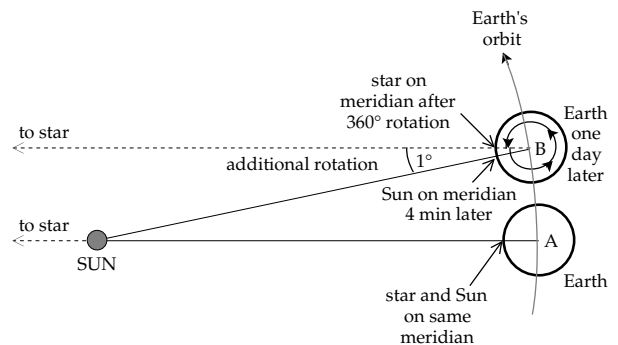 Earth's
orbit
star on
meridian after
360° rotation
Earth
one
day
later
to star
additional rotation
1°
B
Sun on meridian
4 min later
to star
A
SUN
Earth
star and Sun
on same
meridian